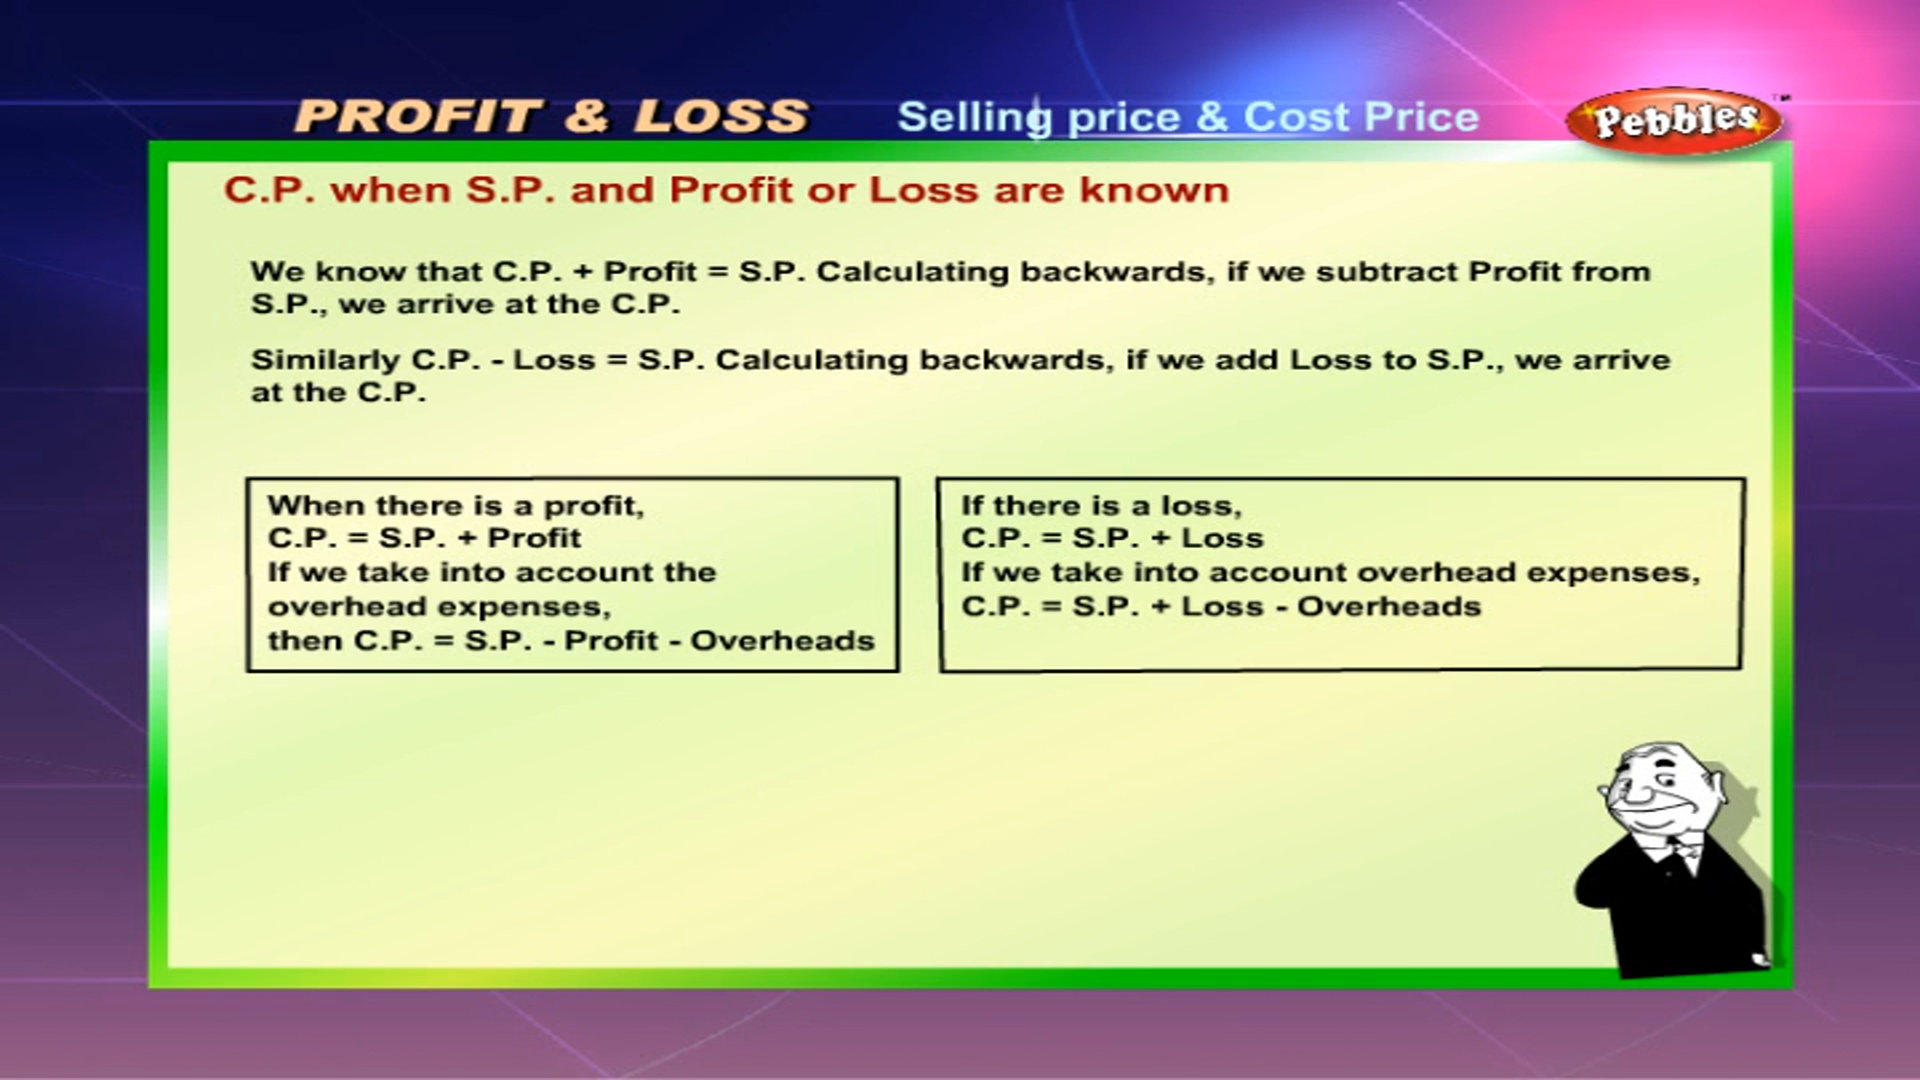 PROFIT & LOSS
Selling price & Cost Price
Pebbles™
C.P. when S.P. and Profit or Loss are known
We know that C.P. + Profit = S.P. Calculating backwards, if we subtract Profit from
S.P., we arrive at the C.P.
Similarly C.P. - Loss = S.P. Calculating backwards, if we add Loss to S.P., we arrive
at the C.P.
When there is a profit,
C.P. = S.P. + Profit
If we take into account the
overhead expenses,
then C.P. = S.P. - Profit - Overheads
If there is a loss,
C.P. = S.P. + Loss
If we take into account overhead expenses,
C.P. = S.P. + Loss - Overheads